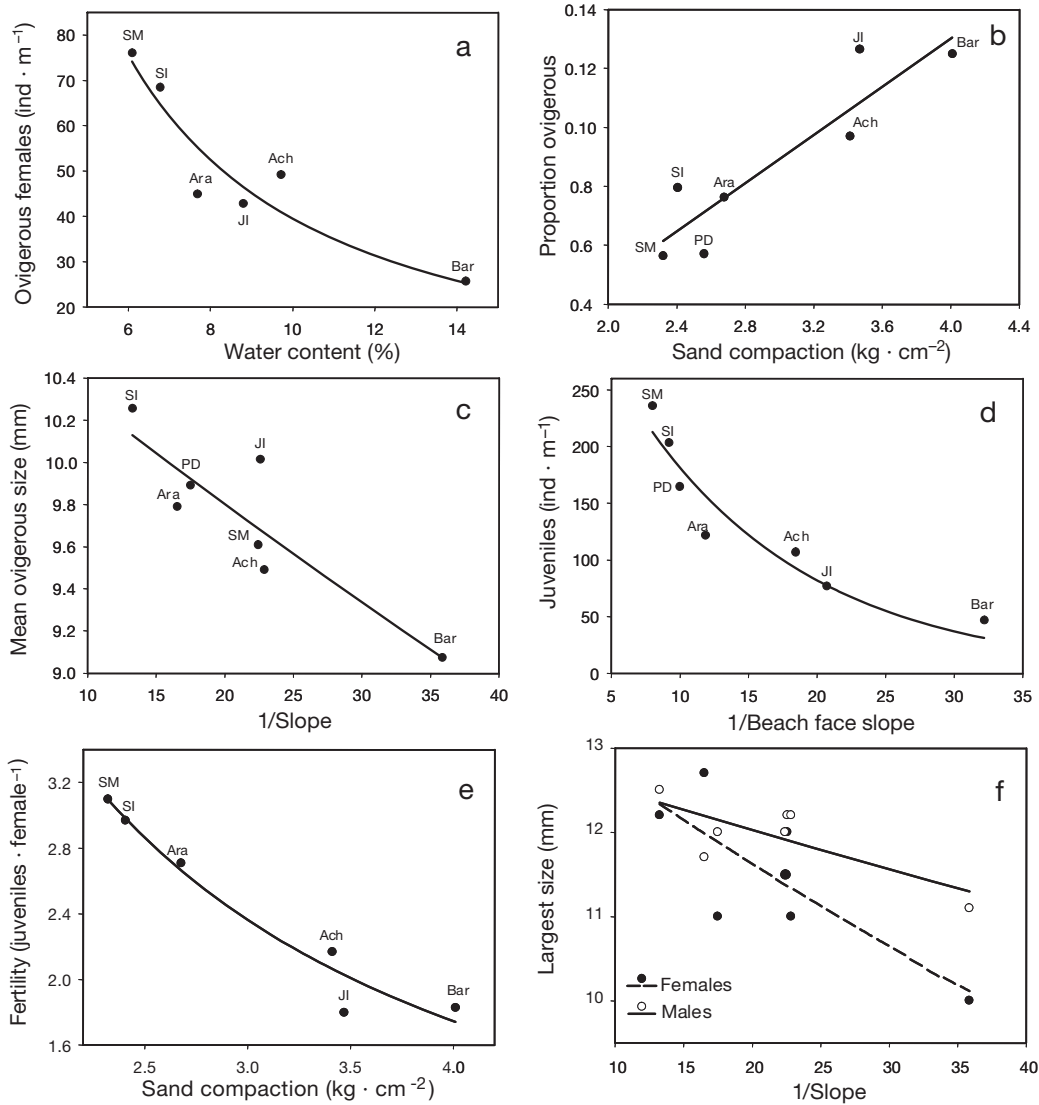 a
Ovigerous females (ind · m⁻¹)
80
70
60
50
40
30
20
SM
SI
Ara
JI
Ach
Bar
6
8
10
12
14
Water content (%)
b
Proportion ovigerous
0.14
0.12
0.10
0.8
0.6
0.4
SM
SI
PD
Ara
JI
Ach
Bar
2.0
2.4
2.8
3.2
3.6
4.0
4.4
Sand compaction (kg · cm⁻²)
c
Mean ovigerous size (mm)
10.4
10.2
10.0
9.8
9.6
9.4
9.2
9.0
SI
PD
Ara
JI
SM
Ach
Bar
10
15
20
25
30
35
40
1/Slope
d
Juveniles (ind · m⁻¹)
250
200
150
100
50
0
SM
SI
PD
Ara
Ach
JI
Bar
5
10
15
20
25
30
35
1/Beach face slope
e
Fertility (juveniles · female⁻¹)
3.2
2.8
2.4
2.0
1.6
SM
SI
Ara
Ach
JI
Bar
2.5
3.0
3.5
4.0
Sand compaction (kg · cm⁻²)
f
Largest size (mm)
13
12
11
10
Females
Males
10
15
20
25
30
35
40
1/Slope